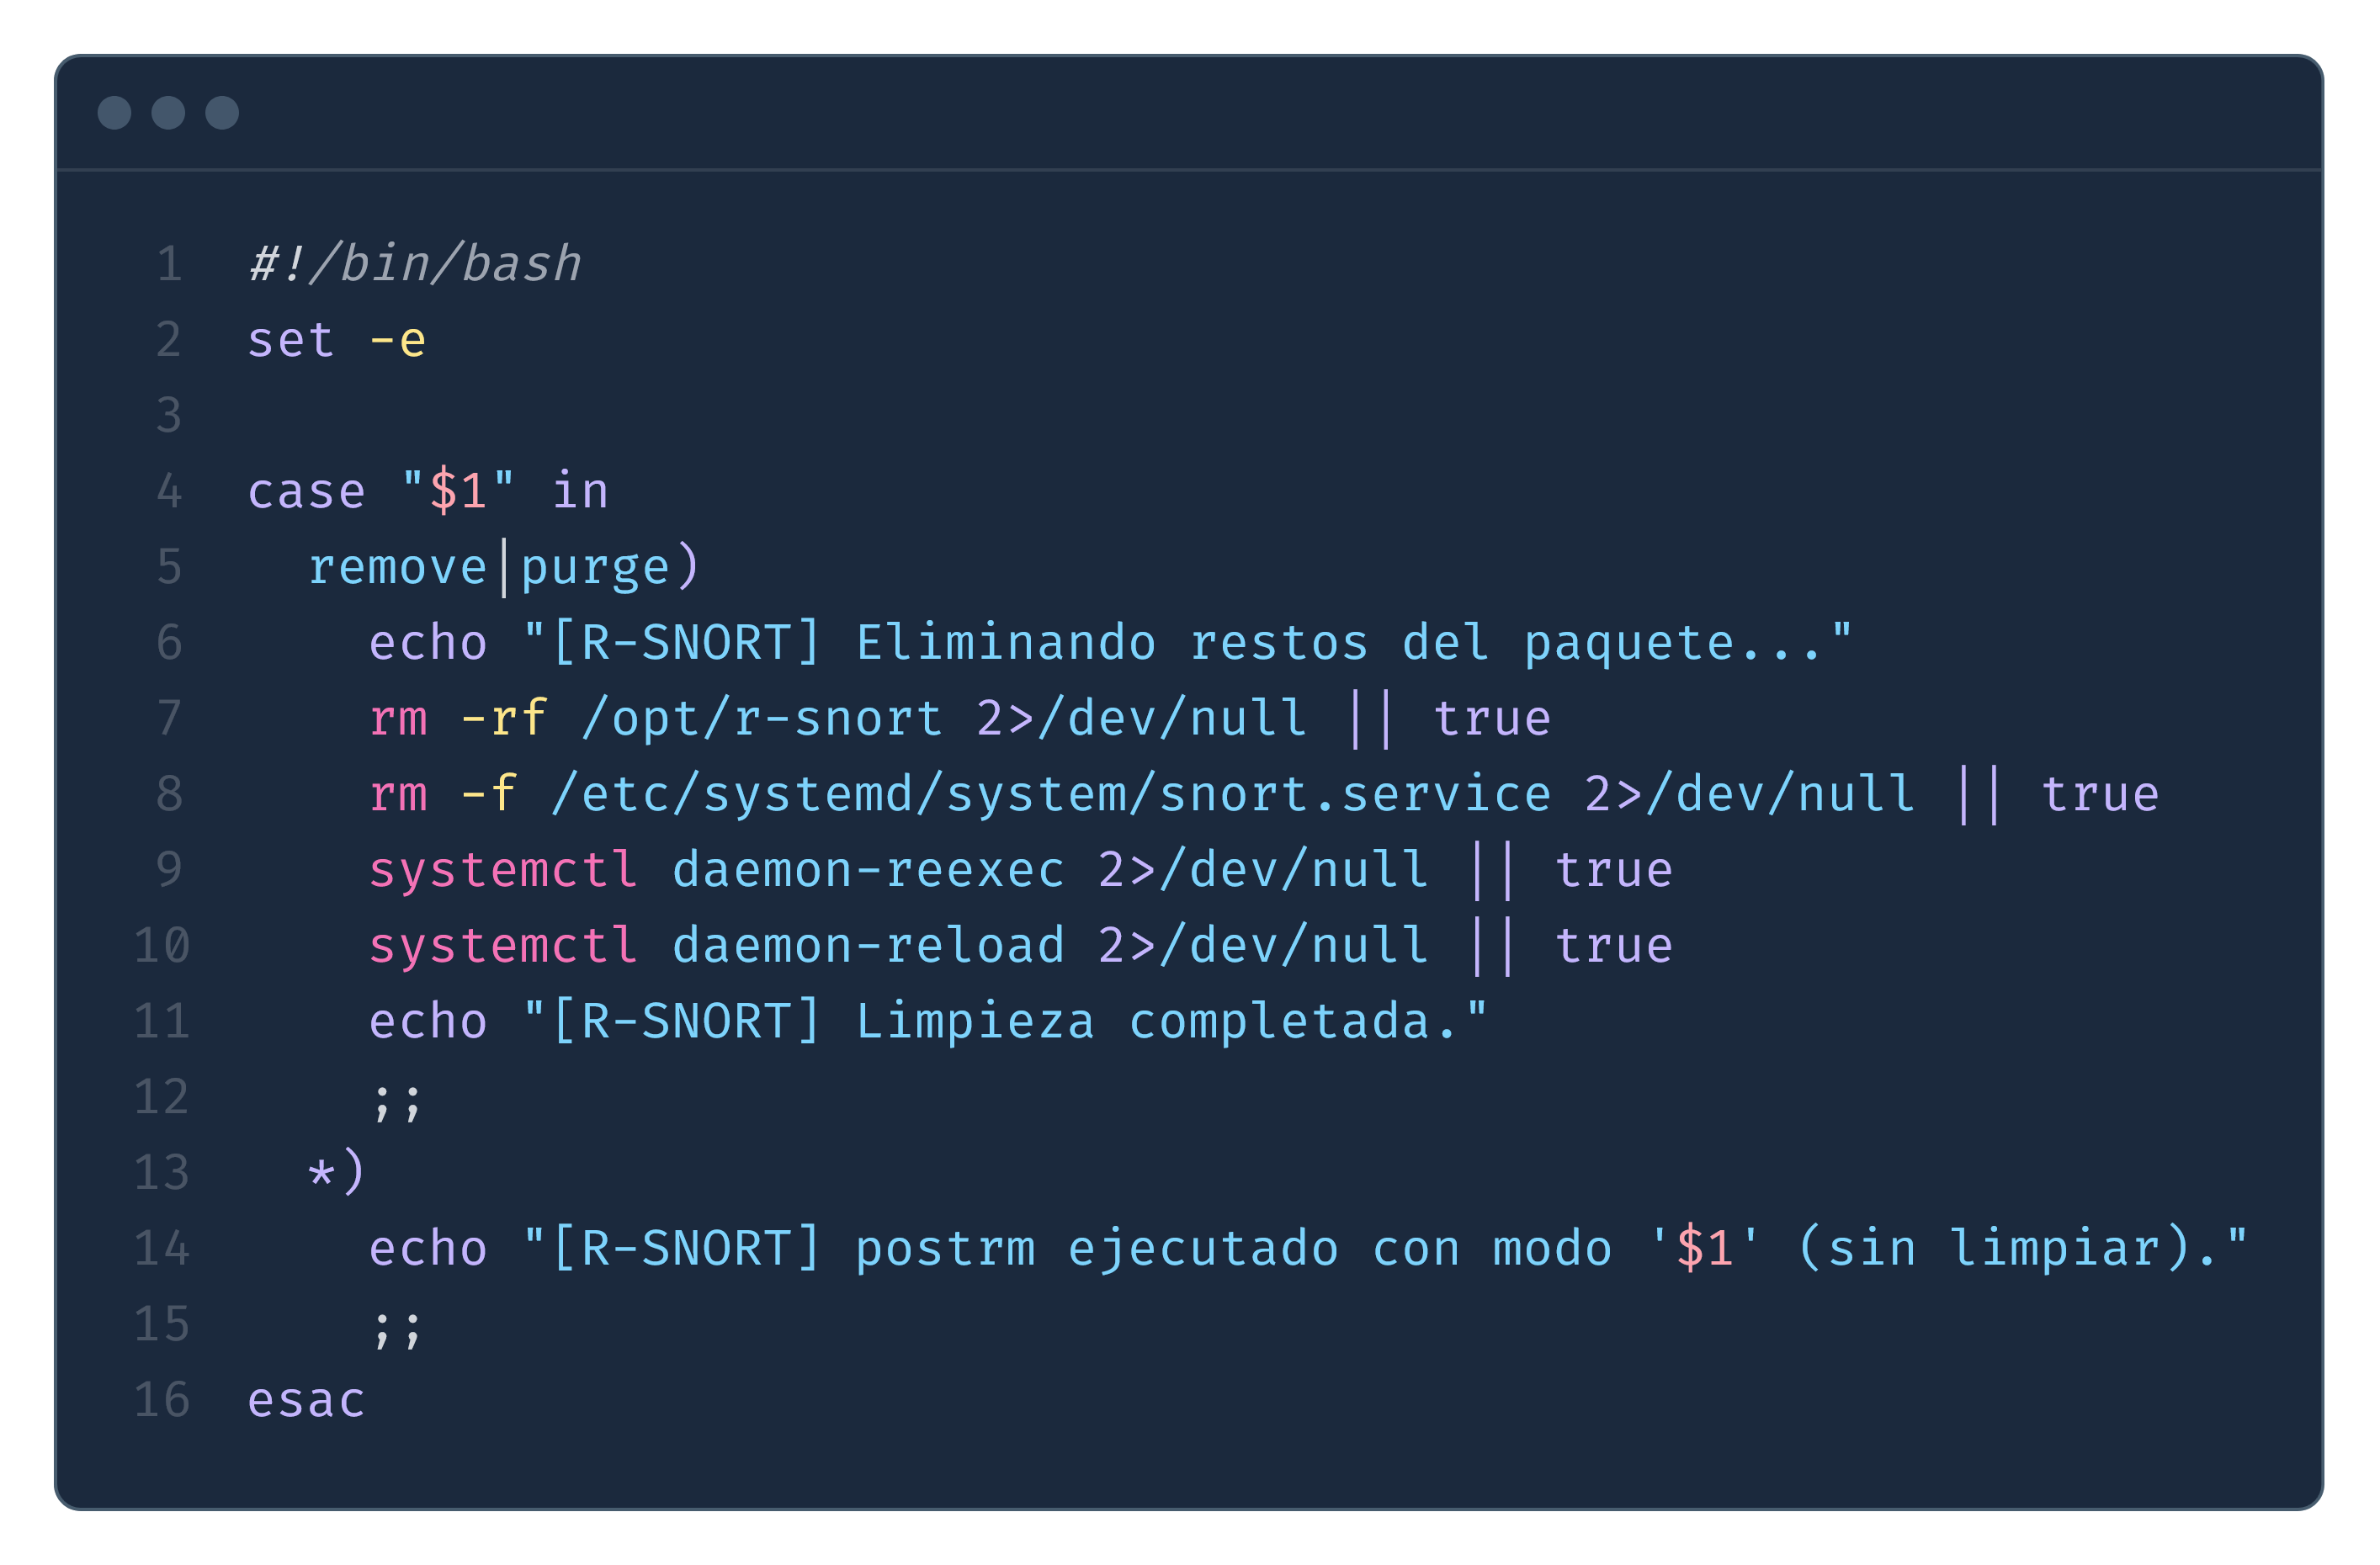 1 #!/bin/bash
2 set -e
3
4 case "$1" in
5   remove|purge)
6     echo "[R-SNORT] Eliminando restos del paquete..."
7     rm -rf /opt/r-snort 2>/dev/null || true
8     rm -f /etc/systemd/system/snort.service 2>/dev/null || true
9     systemctl daemon-reexec 2>/dev/null || true
10     systemctl daemon-reload 2>/dev/null || true
11     echo "[R-SNORT] Limpieza completada."
12     ;;
13   *)
14     echo "[R-SNORT] postrm ejecutado con modo '$1' (sin limpiar)."
15     ;;
16 esac